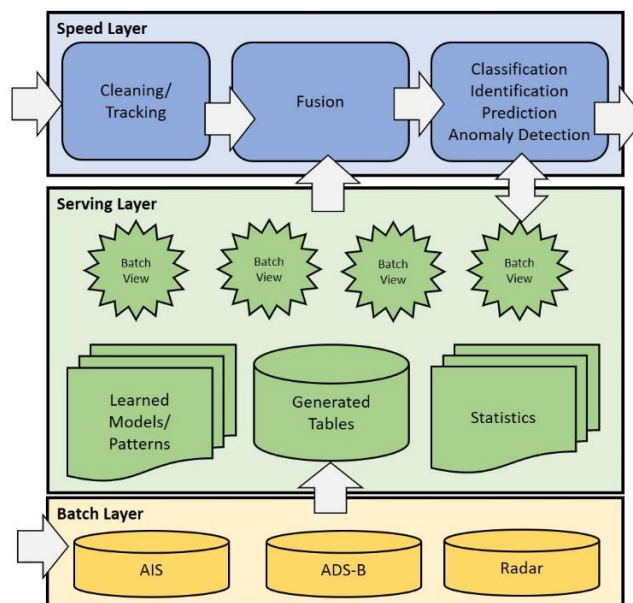 Speed Layer
Cleaning/
Tracking
Fusion
Classification
Identification
Prediction
Anomaly Detection
Serving Layer
Batch
View
Batch
View
Batch
View
Batch
View
Learned
Models/
Patterns
Generated
Tables
Statistics
Batch Layer
AIS
ADS-B
Radar